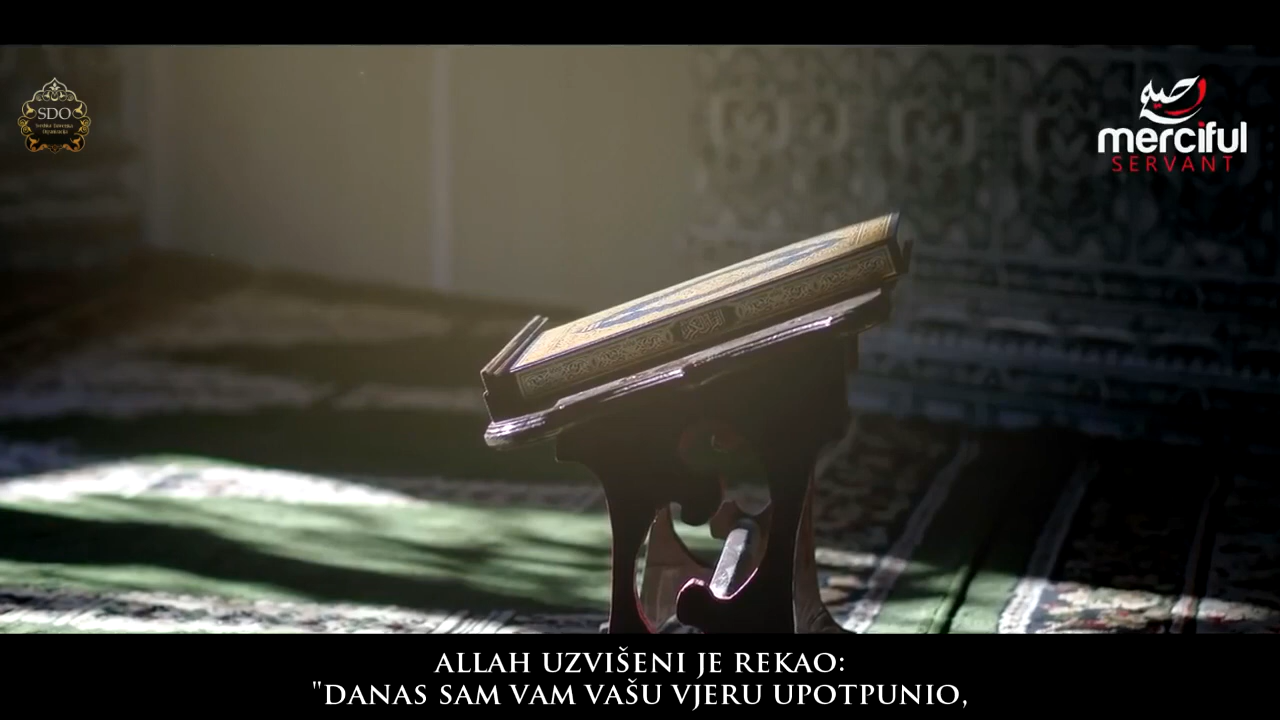 SDO
merciful
SERVANT
ALLAH UZVIŠENI JE REKAO:
"DANAS SAM VAM VAŠU VJERU UPOTPUNIO,